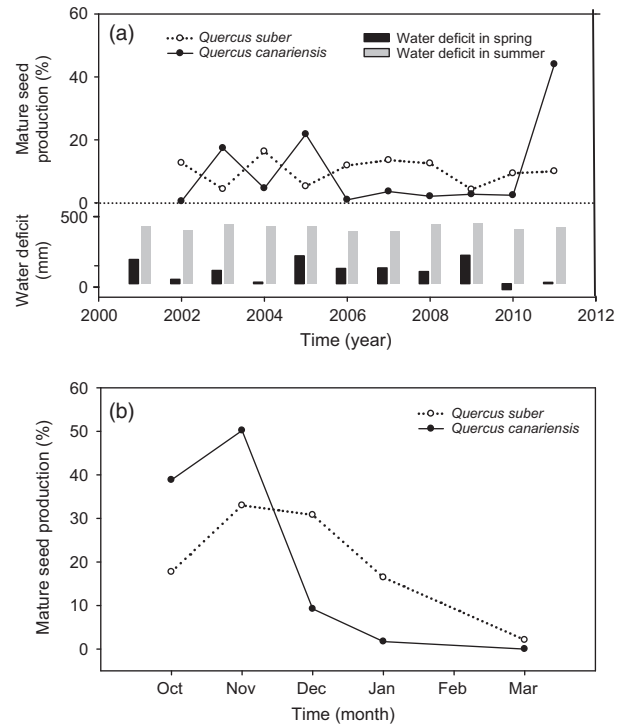 (a)
Quercus suber
Quercus canariensis
Water deficit in spring
Water deficit in summer
Mature seed
production (%)
60
40
20
0
Water deficit
(mm)
500
0
2000 2002 2004 2006 2008 2010 2012
Time (year)
(b)
Quercus suber
Quercus canariensis
Mature seed production (%)
60
50
40
30
20
10
0
Oct Nov Dec Jan Feb Mar
Time (month)